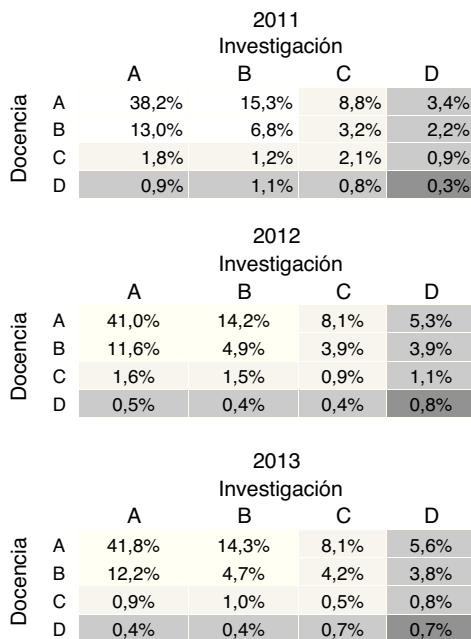 2011
Investigación
A B C D
Docencia
A 38,2% 15,3% 8,8% 3,4%
B 13,0% 6,8% 3,2% 2,2%
C 1,8% 1,2% 2,1% 0,9%
D 0,9% 1,1% 0,8% 0,3%
2012
Investigación
A B C D
Docencia
A 41,0% 14,2% 8,1% 5,3%
B 11,6% 4,9% 3,9% 3,9%
C 1,6% 1,5% 0,9% 1,1%
D 0,5% 0,4% 0,4% 0,8%
2013
Investigación
A B C D
Docencia
A 41,8% 14,3% 8,1% 5,6%
B 12,2% 4,7% 4,2% 3,8%
C 0,9% 1,0% 0,5% 0,8%
D 0,4% 0,4% 0,7% 0,7%